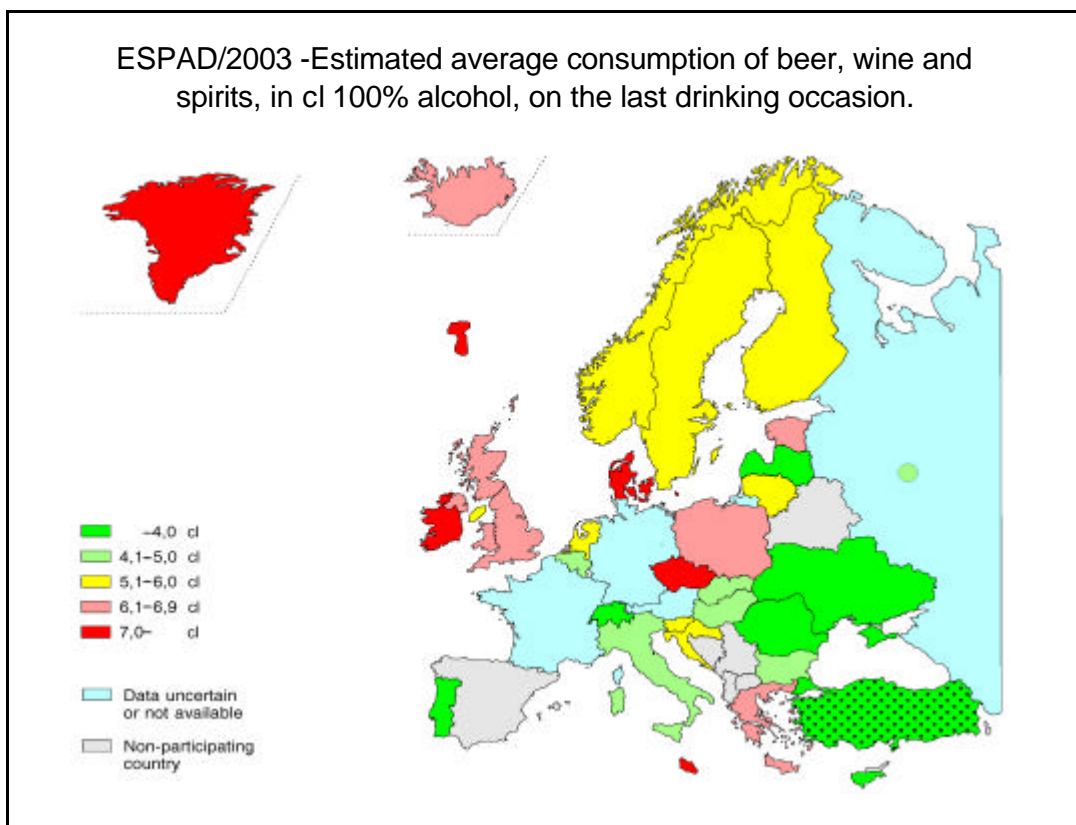 ESPAD/2003 -Estimated average consumption of beer, wine and
spirits, in cl 100% alcohol, on the last drinking occasion.
−4,0 cl
4,1−5,0 cl
5,1−6,0 cl
6,1−6,9 cl
7,0− cl
Data uncertain
or not available
Non−participating
country